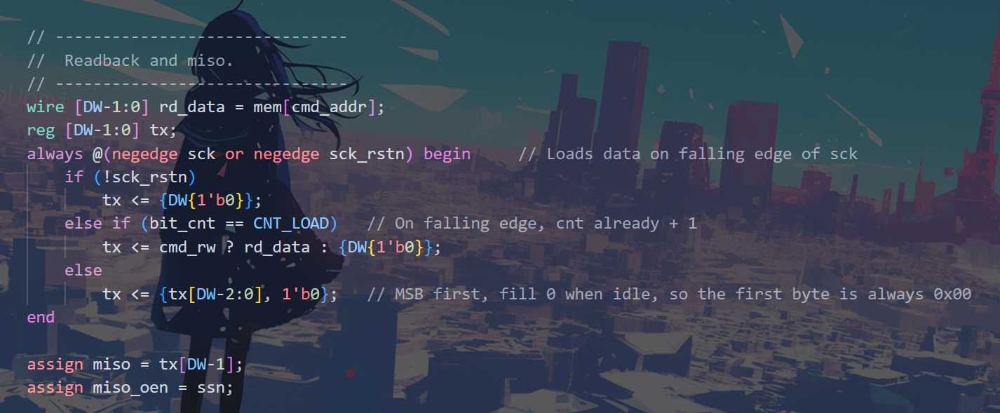 // -------------------------------
//  Readback and miso.
// -------------------------------
wire [DW-1:0] rd_data = mem[cmd_addr];
reg [DW-1:0] tx;
always @(negedge sck or negedge sck_rstn) begin     // Loads data on falling edge of sck
    if (!sck_rstn)
        tx <= {DW{1'b0}};
    else if (bit_cnt == CNT_LOAD)   // On falling edge, cnt already + 1
        tx <= cmd_rw ? rd_data : {DW{1'b0}};
    else
        tx <= {tx[DW-2:0], 1'b0};   // MSB first, fill 0 when idle, so the first byte is always 0x00
end

assign miso = tx[DW-1];
assign miso_oen = ssn;